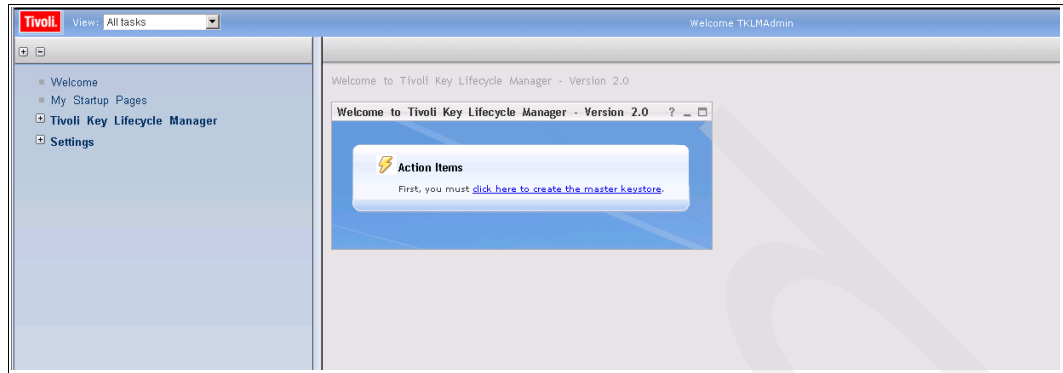 Tivoli. View: All tasks Welcome TKLMAdmin
Welcome
My Startup Pages
Tivoli Key Lifecycle Manager
Settings
Welcome to Tivoli Key Lifecycle Manager - Version 2.0
Welcome to Tivoli Key Lifecycle Manager - Version 2.0 ?
Action Items
First, you must click here to create the master keystore.